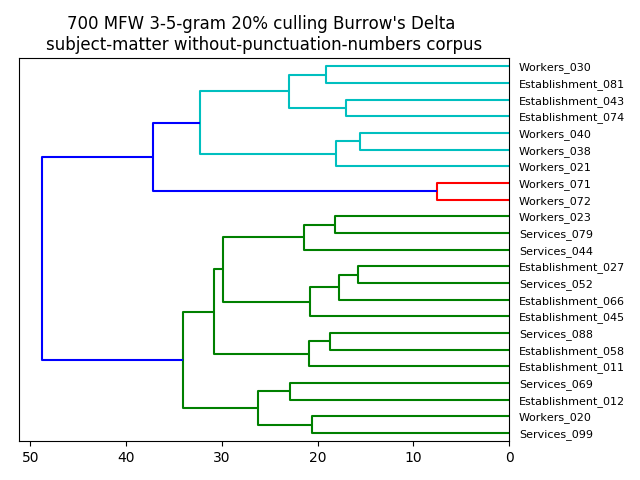 700 MFW 3-5-gram 20% culling Burrow's Delta
subject-matter without-punctuation-numbers corpus
Workers_030
Establishment_081
Establishment_043
Establishment_074
Workers_040
Workers_038
Workers_021
Workers_071
Workers_072
Workers_023
Services_079
Services_044
Establishment_027
Services_052
Establishment_066
Establishment_045
Services_088
Establishment_058
Establishment_011
Services_069
Establishment_012
Workers_020
Services_099
50 40 30 20 10 0